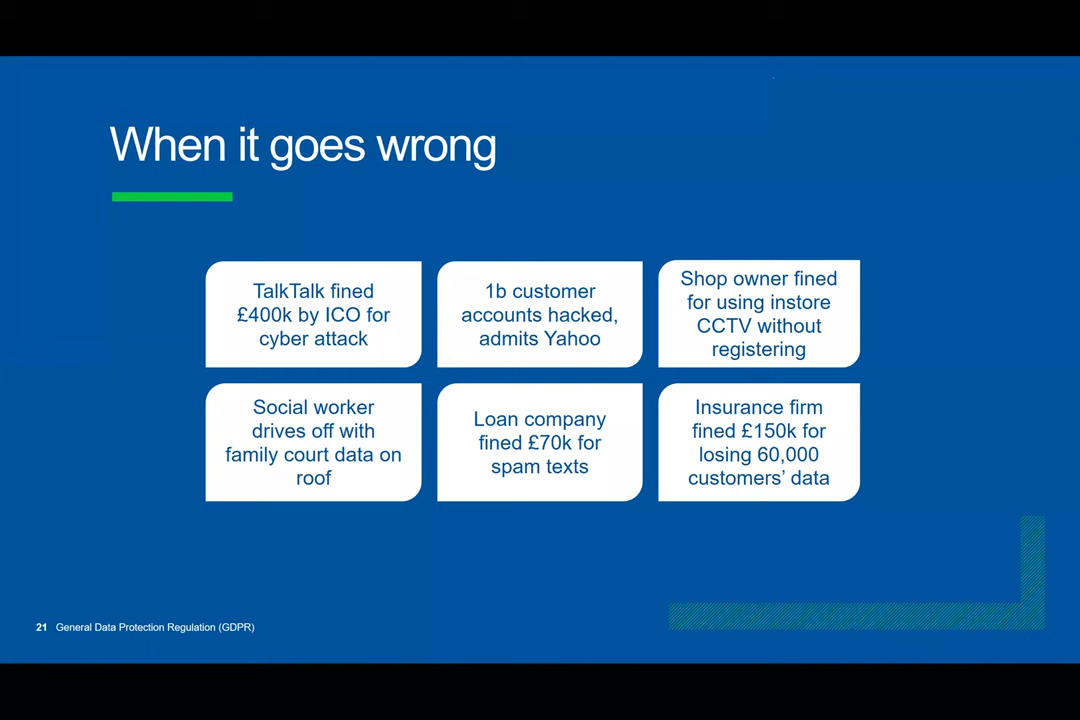 When it goes wrong
TalkTalk fined
£400k by ICO for
cyber attack
1b customer
accounts hacked,
admits Yahoo
Shop owner fined
for using instore
CCTV without
registering
Social worker
drives off with
family court data on
roof
Loan company
fined £70k for
spam texts
Insurance firm
fined £150k for
losing 60,000
customers’ data
21 General Data Protection Regulation (GDPR)